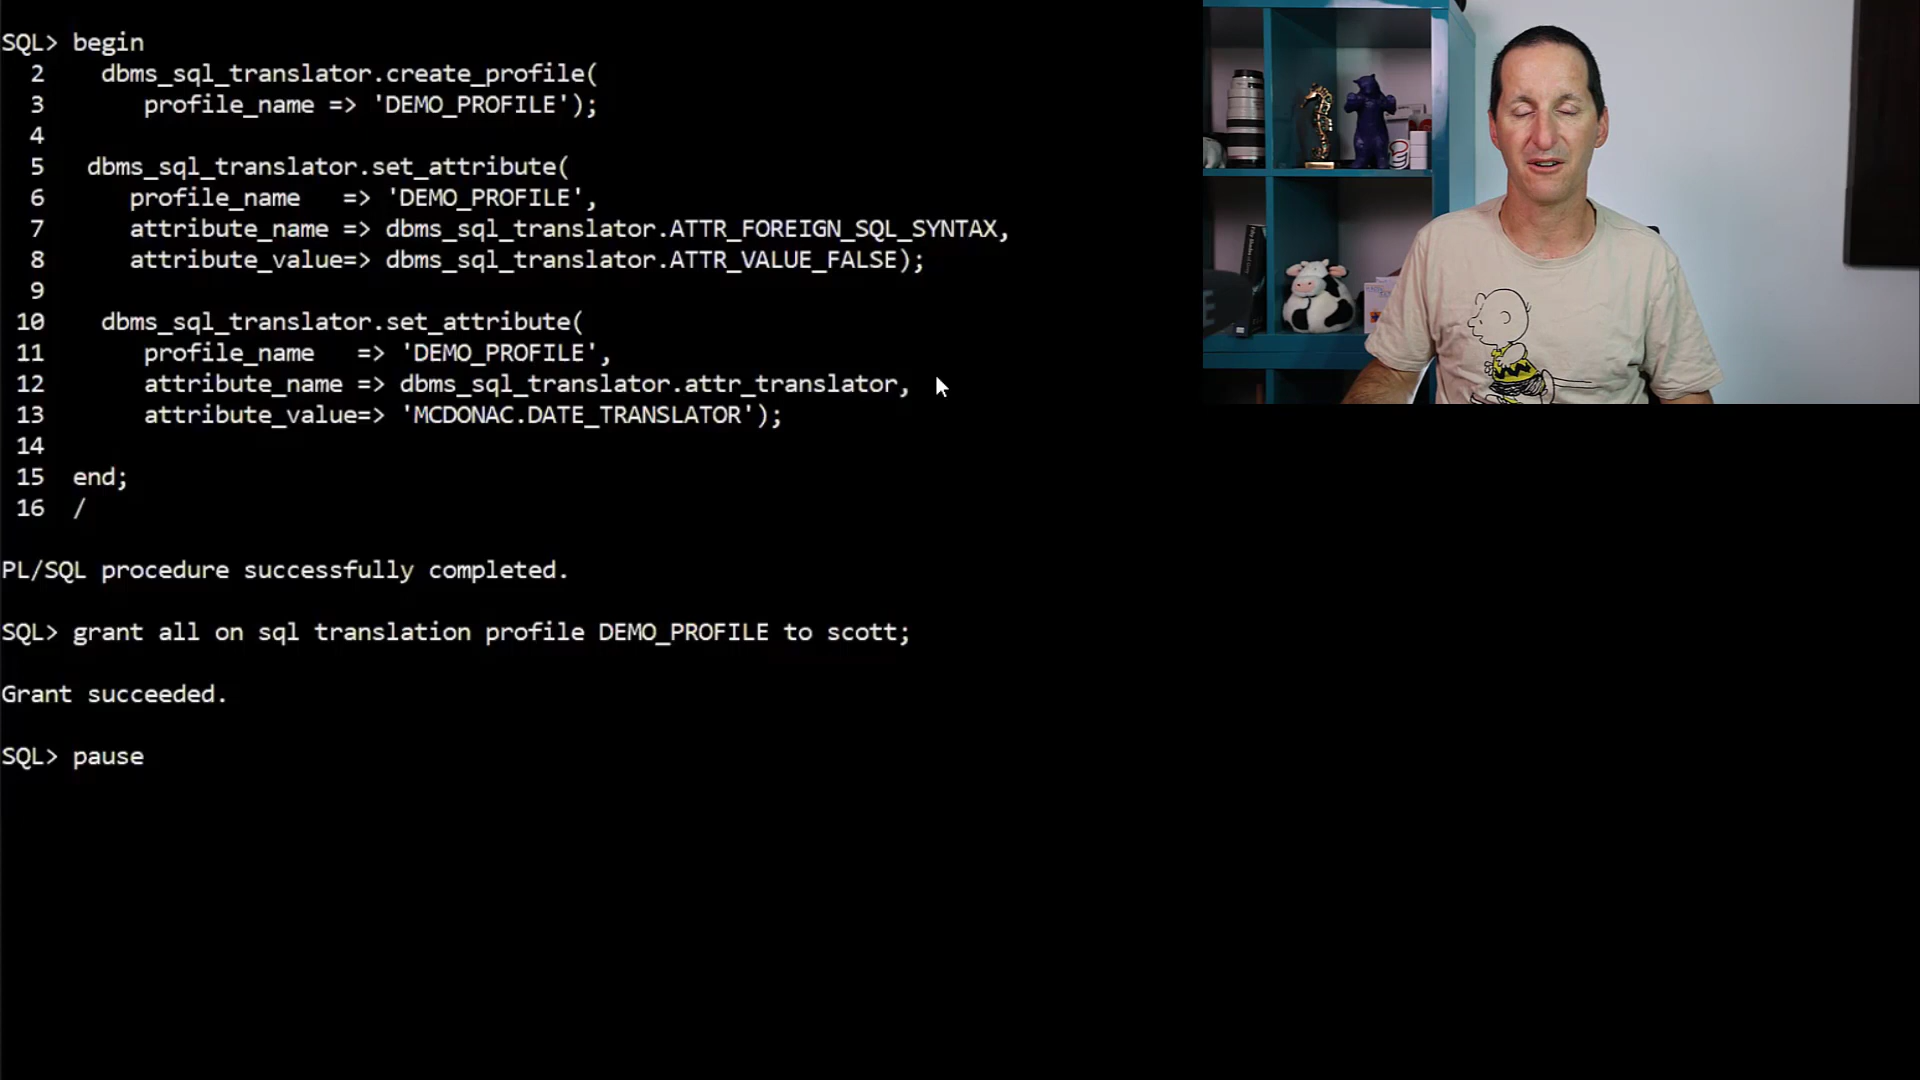 SQL> begin
2 dbms_sql_translator.create_profile(
3 profile_name => 'DEMO_PROFILE');
4
5 dbms_sql_translator.set_attribute(
6 profile_name => 'DEMO_PROFILE',
7 attribute_name => dbms_sql_translator.ATTR_FOREIGN_SQL_SYNTAX,
8 attribute_value=> dbms_sql_translator.ATTR_VALUE_FALSE);
9
10 dbms_sql_translator.set_attribute(
11 profile_name => 'DEMO_PROFILE',
12 attribute_name => dbms_sql_translator.attr_translator,
13 attribute_value=> 'MCDONAC.DATE_TRANSLATOR');
14
15 end;
16 /
PL/SQL procedure successfully completed.
SQL> grant all on sql translation profile DEMO_PROFILE to scott;
Grant succeeded.
SQL> pause